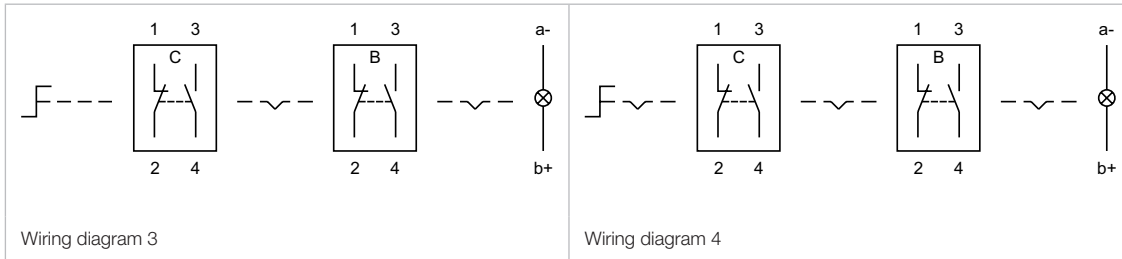 1 3 1 3 a-
C B
2 4 2 4 b+
Wiring diagram 3
1 3 1 3 a-
C B
2 4 2 4 b+
Wiring diagram 4